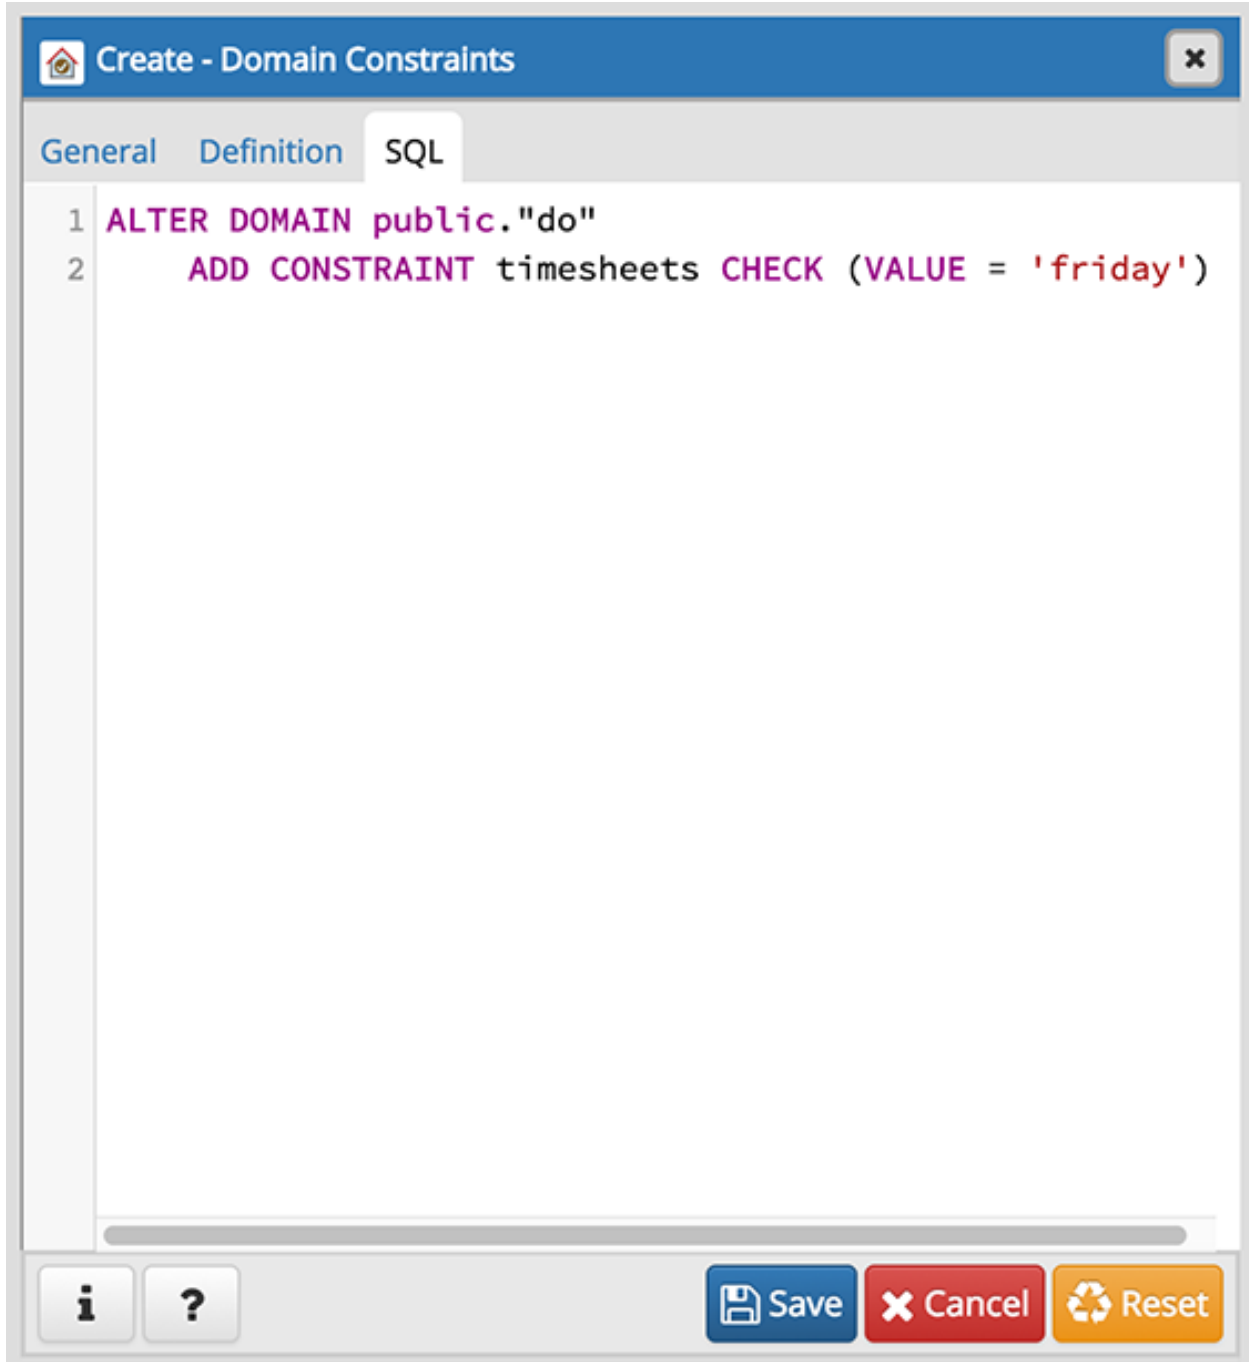 Create - Domain Constraints
General Definition SQL
1 ALTER DOMAIN public."do"
2 ADD CONSTRAINT timesheets CHECK (VALUE = 'friday')
i ? Save Cancel Reset